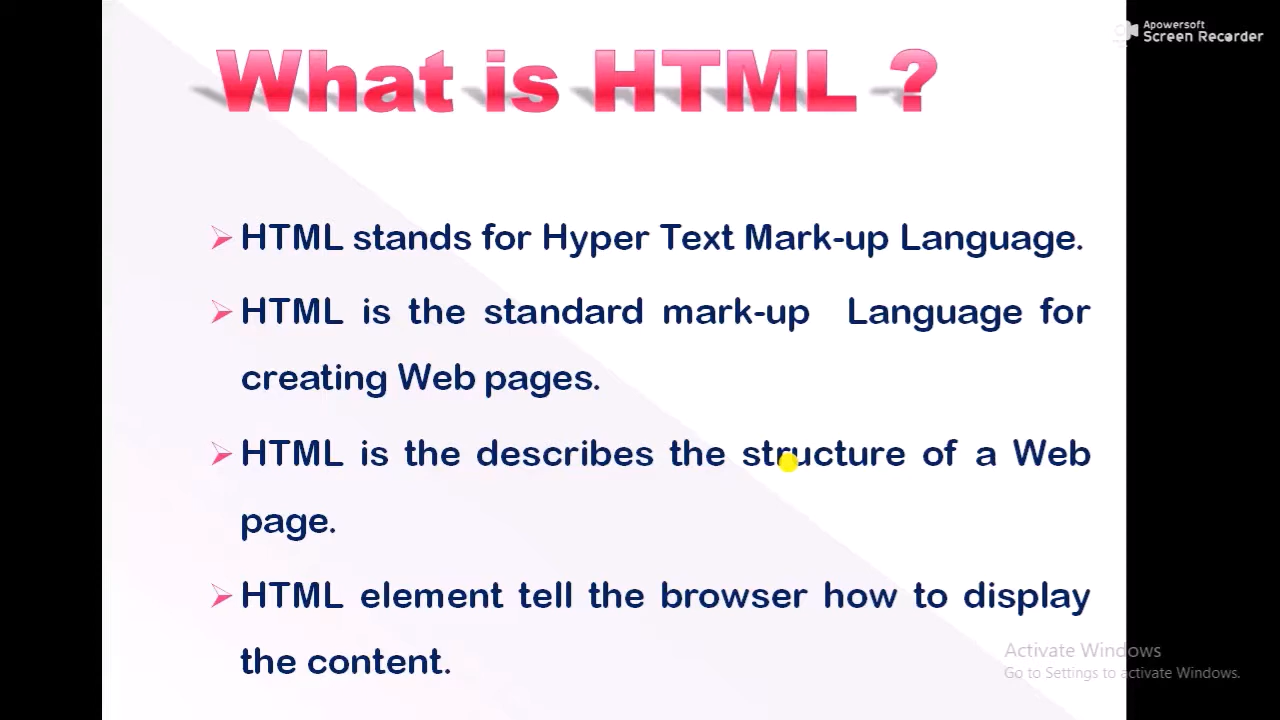 Apowersoft
Screen Recorder
What is HTML ?
HTML stands for Hyper Text Mark-up Language.
HTML is the standard mark-up Language for
creating Web pages.
HTML is the describes the structure of a Web
page.
HTML element tell the browser how to display
the content.
Activate Windows
Go to Settings to activate Windows.